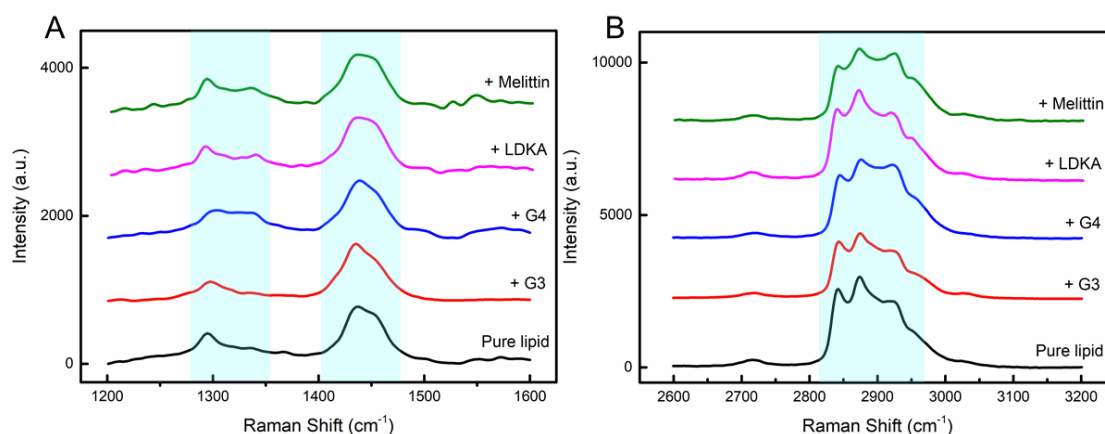 A
4000
2000
0
Intensity (a.u.)
+ Melittin
+ LDKA
+ G4
+ G3
Pure lipid
1200 1300 1400 1500 1600
Raman Shift (cm⁻¹)
B
10000
5000
0
Intensity (a.u.)
+ Melittin
+ LDKA
+ G4
+ G3
Pure lipid
2600 2700 2800 2900 3000 3100 3200
Raman Shift (cm⁻¹)